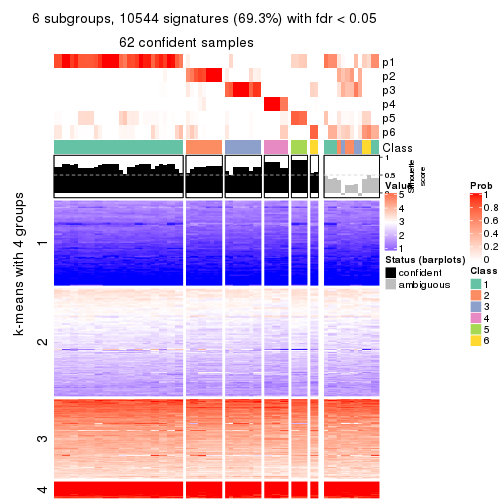 6 subgroups, 10544 signatures (69.3%) with fdr < 0.05
62 confident samples
p1
p2
p3
p4
p5
p6
Class
1
0.5
0
Silhouette
score
k-means with 4 groups
1
2
3
4
Value
5
4
3
2
1
Status (barplots)
confident
ambiguous
Prob
1
0.8
0.6
0.4
0.2
0
Class
1
2
3
4
5
6